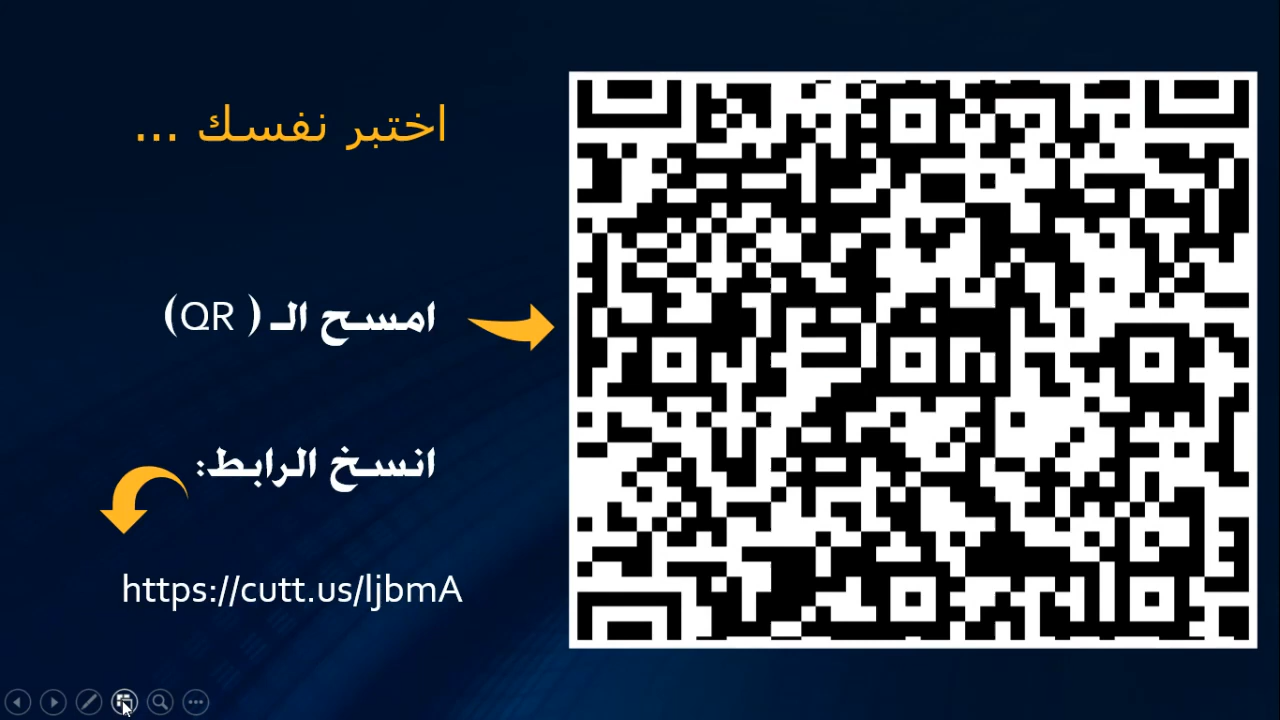 اختبر نفسك ...
امسح الـ ( QR)
انسخ الرابط:
https://cutt.us/ljbmA